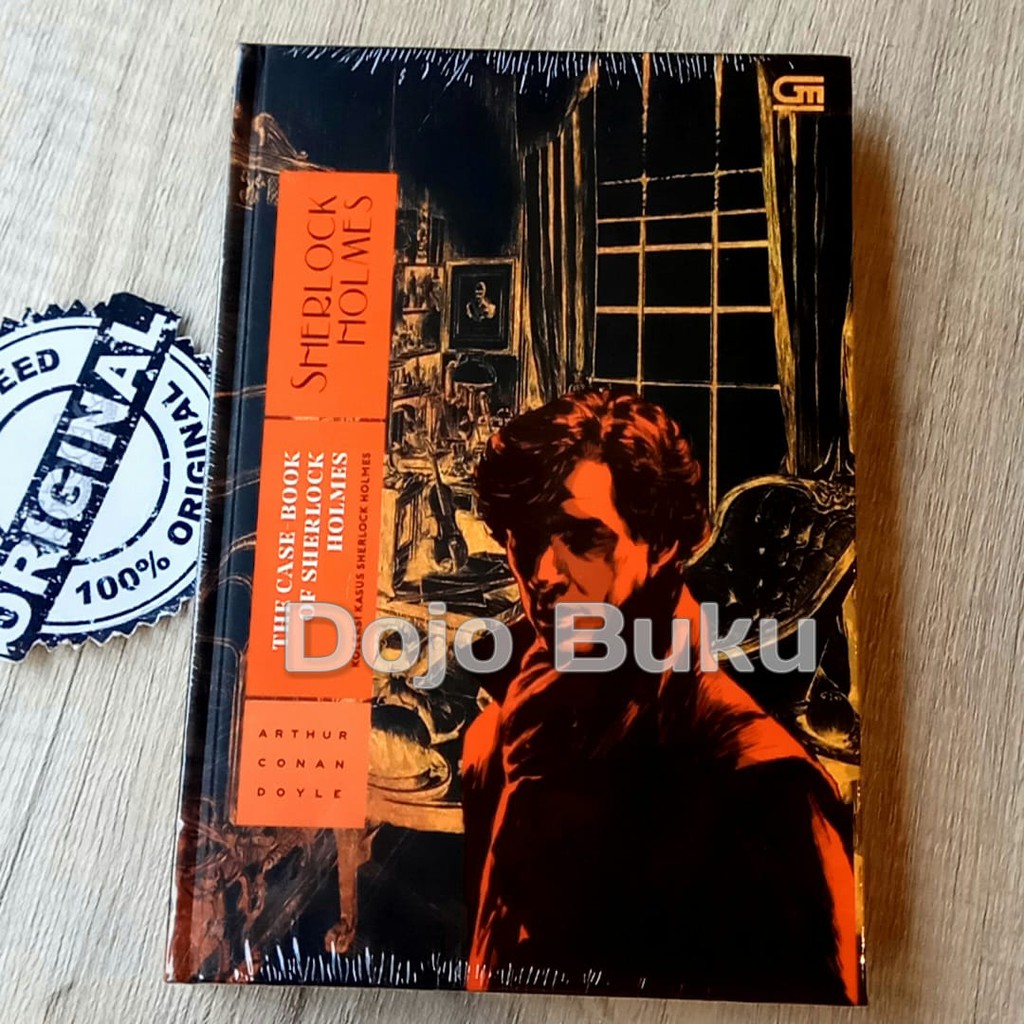 SHERLOCK
HOLMES
THE CASE-BOOK
OF SHERLOCK
HOLMES
KOLEKSI KASUS SHERLOCK HOLMES
ARTHUR
CONAN
DOYLE
Dojo Buku
ORIGINAL
100% ORIGINAL